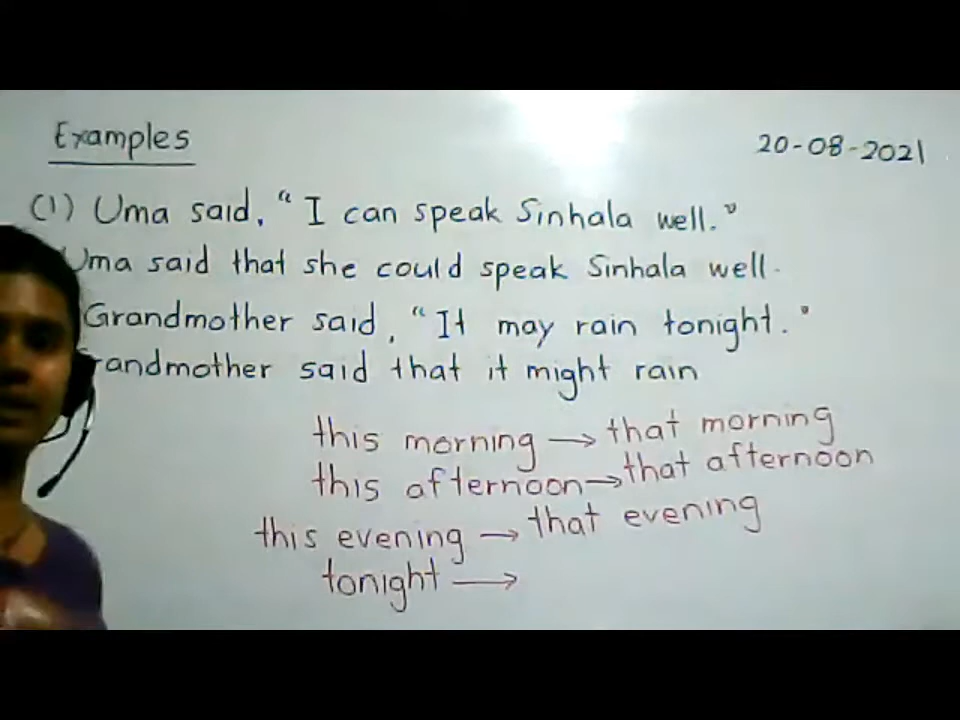 Examples
20-08-2021
(1) Uma said, “I can speak Sinhala well.”
Uma said that she could speak Sinhala well.
Grandmother said, “It may rain tonight.”
randmother said that it might rain
this morning → that morning
this afternoon → that afternoon
this evening → that evening
tonight →